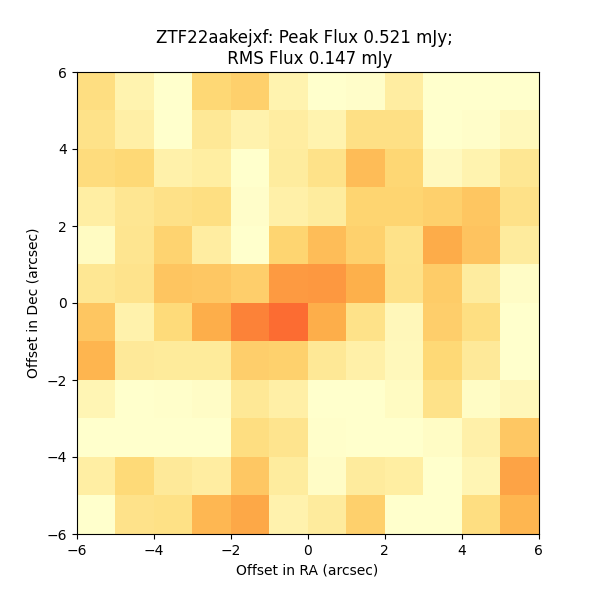 ZTF22aakejxf: Peak Flux 0.521 mJy;
RMS Flux 0.147 mJy
6
4
2
0
−2
−4
−6
Offset in Dec (arcsec)
−6 −4 −2 0 2 4 6
Offset in RA (arcsec)